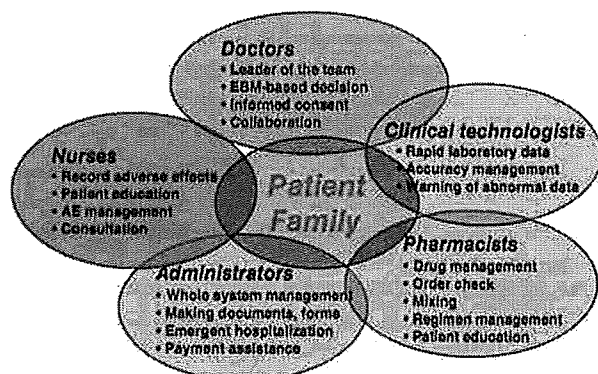 Doctors
• Leader of the team
• EBM-based decision
• Informed consent
• Collaboration
Clinical technologists
• Rapid laboratory data
• Accuracy management
• Warning of abnormal data
Nurses
• Record adverse effects
• Patient education
• AE management
• Consultation
Patient
Family
Pharmacists
• Drug management
• Order check
• Mixing
• Regimen management
• Patient education
Administrators
• Whole system management
• Making documents, forms
• Emergent hospitalization
• Payment assistance